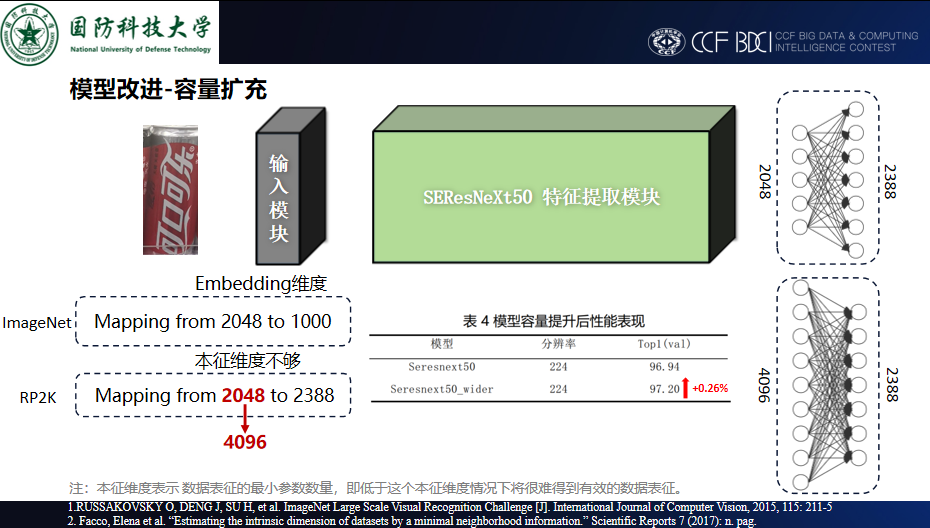 国防科技大学
National University of Defense Technology
CCF BDCI
CCF BIG DATA & COMPUTING
INTELLIGENCE CONTEST
模型改进-容量扩充
可口可乐
输入模块
SEResNeXt50 特征提取模块
2048
2388
Embedding维度
ImageNet
Mapping from 2048 to 1000
本征维度不够
RP2K
Mapping from 2048 to 2388
4096
表 4 模型容量提升后性能表现
模型 分辨率 Top1(val)
Seresnext50 224 96.94
Seresnext50_wider 224 97.20 +0.26%
4096
2388
注：本征维度表示 数据表征的最小参数数量，即低于这个本征维度情况下将很难得到有效的数据表征。
1.RUSSAKOVSKY O, DENG J, SU H, et al. ImageNet Large Scale Visual Recognition Challenge [J]. International Journal of Computer Vision, 2015, 115: 211-5
2. Facco, Elena et al. “Estimating the intrinsic dimension of datasets by a minimal neighborhood information.” Scientific Reports 7 (2017): n. pag.